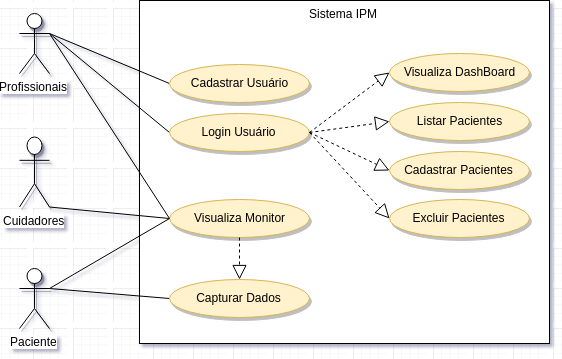 Sistema IPM
Profissionais
Cadastrar Usuário
Visualiza DashBoard
Login Usuário
Listar Pacientes
Cadastrar Pacientes
Cuidadores
Visualiza Monitor
Excluir Pacientes
Capturar Dados
Paciente